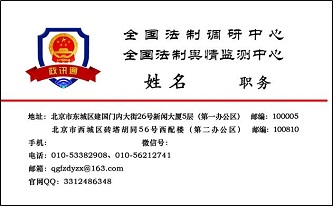 政讯通
全国法制调研中心
全国法制舆情监测中心
姓名 职务
地址：北京市东城区建国门内大街26号新闻大厦5层（第一办公区） 邮编：100005
北京市西城区砖塔胡同56号西配楼（第二办公区） 邮编：100810
手机： 微信号：
电话：010-53382908、010-56212741
邮箱：qgfzdyzx@163.com
官网QQ：3312486348